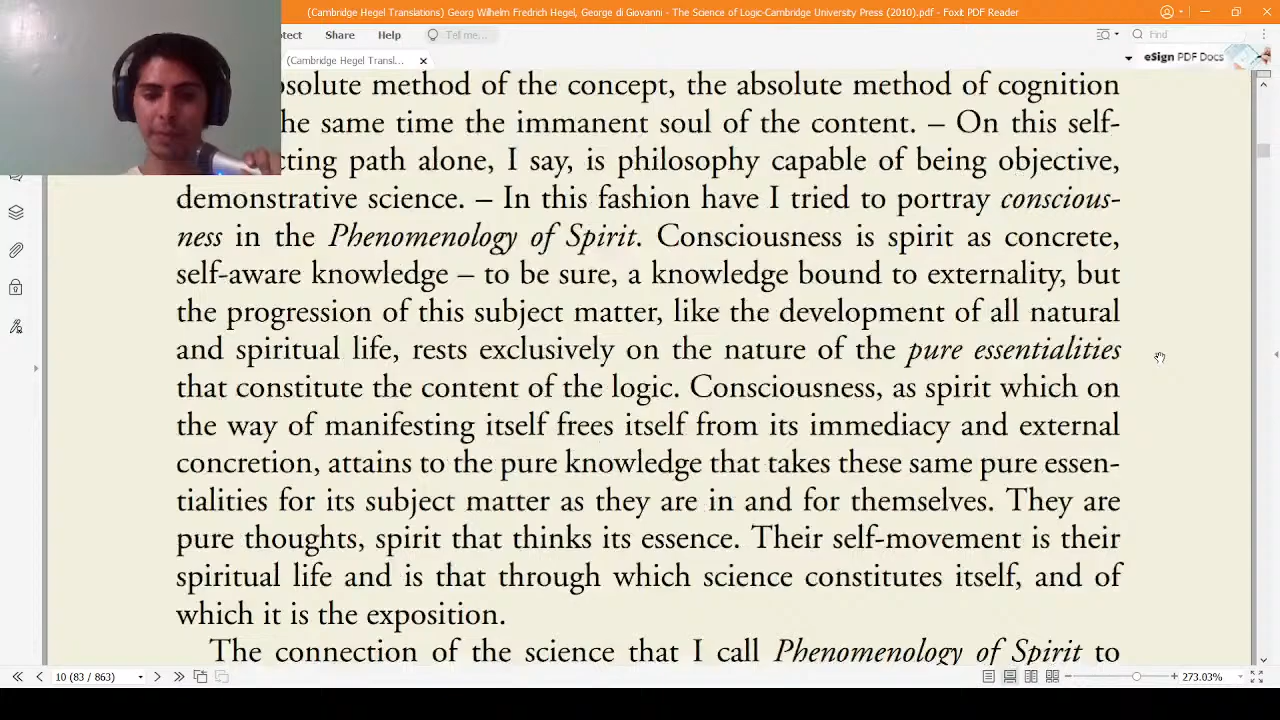 (Cambridge Hegel Translations) Georg Wilhelm Fredrich Hegel, George di Giovanni - The Science of Logic-Cambridge University Press (2010).pdf - Foxit PDF Reader
Share Help Tell me... Find
(Cambridge Hegel Transl... eSign PDF Docs
method of the concept, the absolute method of cognition
same time the immanent soul of the content. – On this self-
path alone, I say, is philosophy capable of being objective,
demonstrative science. – In this fashion have I tried to portray conscious-
ness in the Phenomenology of Spirit. Consciousness is spirit as concrete,
self-aware knowledge – to be sure, a knowledge bound to externality, but
the progression of this subject matter, like the development of all natural
and spiritual life, rests exclusively on the nature of the pure essentialities
that constitute the content of the logic. Consciousness, as spirit which on
the way of manifesting itself frees itself from its immediacy and external
concretion, attains to the pure knowledge that takes these same pure essen-
tialities for its subject matter as they are in and for themselves. They are
pure thoughts, spirit that thinks its essence. Their self-movement is their
spiritual life and is that through which science constitutes itself, and of
which it is the exposition.
The connection of the science that I call Phenomenology of Spirit to
10 (83 / 863) 273.03%